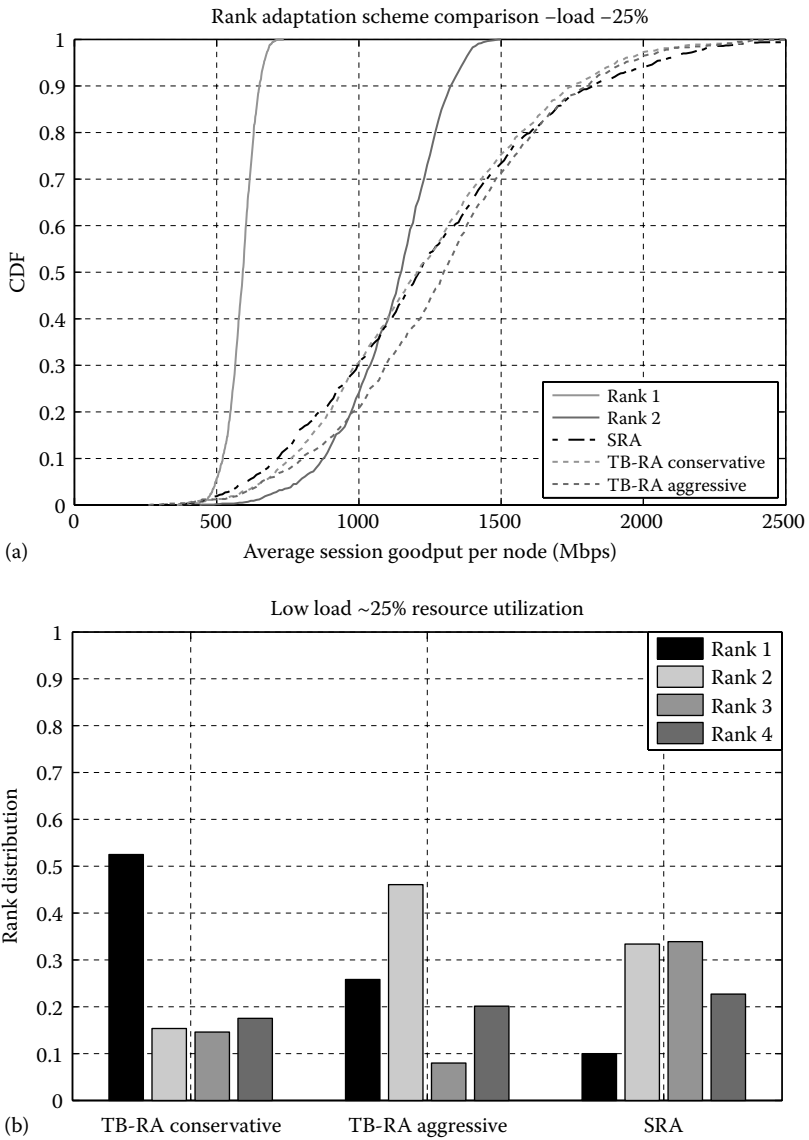 Rank adaptation scheme comparison –load –25%
1
0.9
0.8
0.7
0.6
0.5
0.4
0.3
0.2
0.1
0
CDF
Rank 1
Rank 2
SRA
TB-RA conservative
TB-RA aggressive
0 500 1000 1500 2000 2500
(a) Average session goodput per node (Mbps)
Low load ~25% resource utilization
1
0.9
0.8
0.7
0.6
0.5
0.4
0.3
0.2
0.1
0
Rank distribution
Rank 1
Rank 2
Rank 3
Rank 4
(b) TB-RA conservative TB-RA aggressive SRA